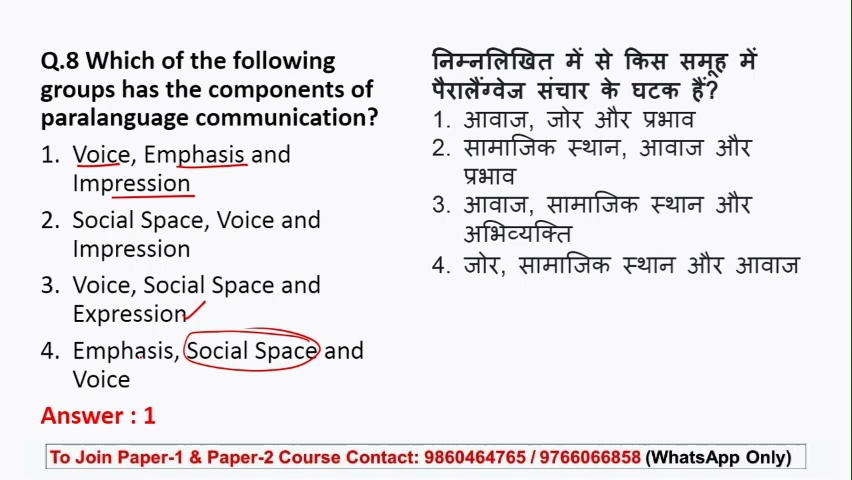 Q.8 Which of the following
groups has the components of
paralanguage communication?
1. Voice, Emphasis and
Impression
2. Social Space, Voice and
Impression
3. Voice, Social Space and
Expression
4. Emphasis, Social Space and
Voice
Answer : 1
निम्नलिखित में से किस समूह में
पैरालैंग्वेज संचार के घटक हैं?
1. आवाज, जोर और प्रभाव
2. सामाजिक स्थान, आवाज और
प्रभाव
3. आवाज, सामाजिक स्थान और
अभिव्यक्ति
4. जोर, सामाजिक स्थान और आवाज
To Join Paper-1 & Paper-2 Course Contact: 9860464765 / 9766066858 (WhatsApp Only)